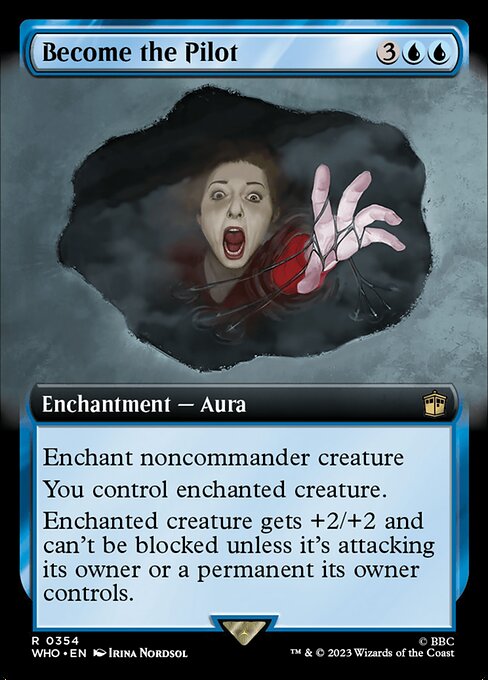 Become the Pilot 3
Enchantment — Aura
Enchant noncommander creature
You control enchanted creature.
Enchanted creature gets +2/+2 and
can't be blocked unless it's attacking
its owner or a permanent its owner
controls.
R 0354
WHO • EN Irina Nordsol
© BBC
™ & © 2023 Wizards of the Coast